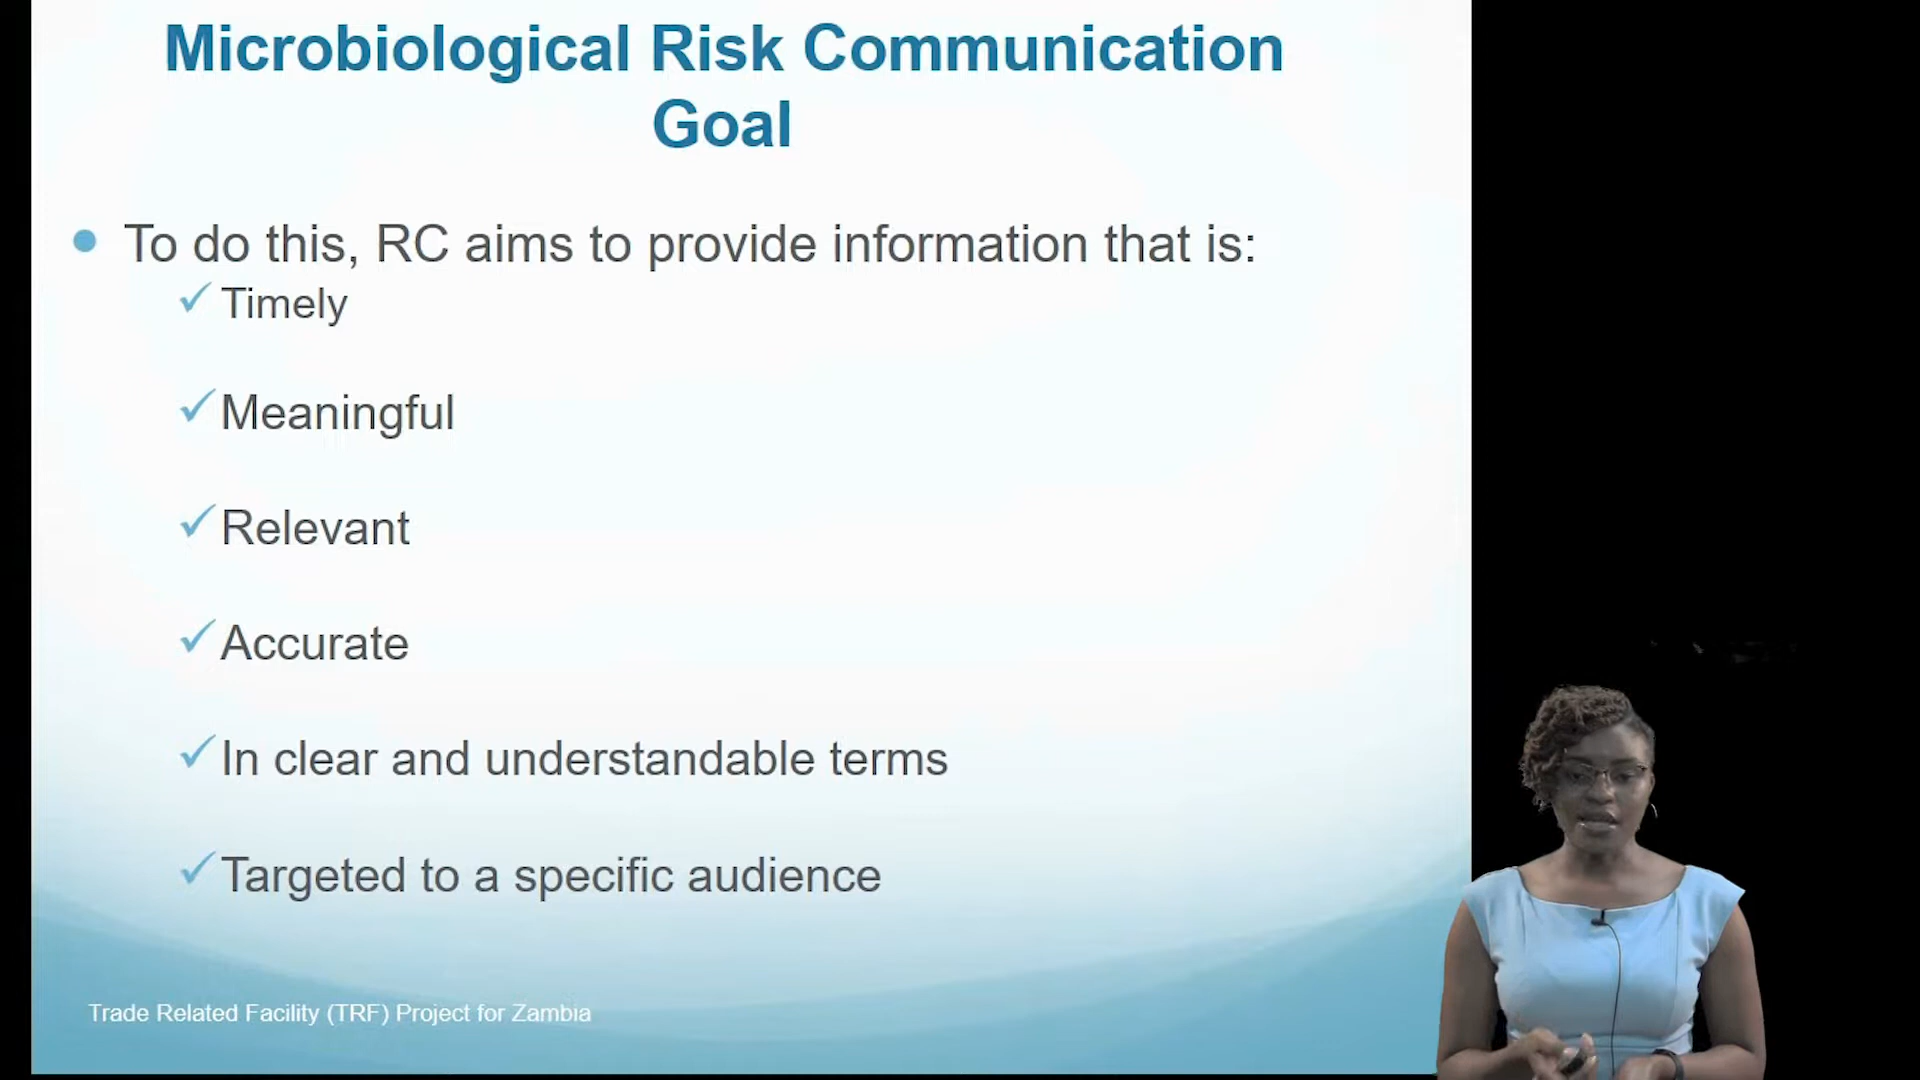 Microbiological Risk Communication
Goal
To do this, RC aims to provide information that is:
Timely
Meaningful
Relevant
Accurate
In clear and understandable terms
Targeted to a specific audience
Trade Related Facility (TRF) Project for Zambia